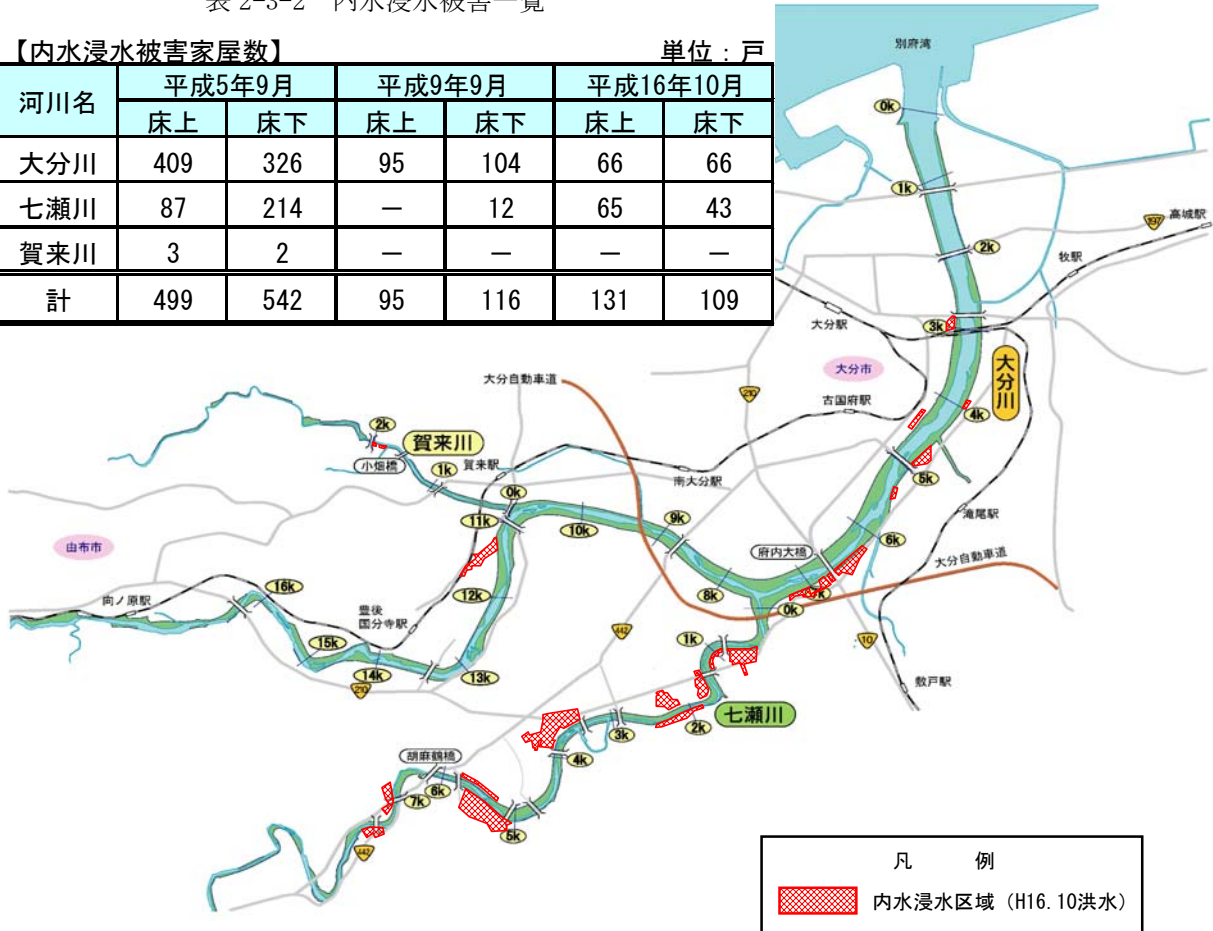 表 2-3-2 内水浸水被害一覧
【内水浸水被害家屋数】 単位：戸
河川名 平成5年9月 平成9年9月 平成16年10月
床上 床下 床上 床下 床上 床下
大分川 409 326 95 104 66 66
七瀬川 87 214 — 12 65 43
賀来川 3 2 — — — —
計 499 542 95 116 131 109
別府湾
0k
1k
2k
197
高城駅
牧駅
大分駅
3k
大分市
大分川
大分自動車道
210
古国府駅
4k
2k
賀来川
小畑橋
1k
賀来駅
南大分駅
5k
0k
11k
10k
9k
滝尾駅
6k
府内大橋
大分自動車道
由布市
16k
向ノ原駅
豊後
国分寺駅
12k
8k
0k
442
1k
10
15k
14k
13k
210
敷戸駅
七瀬川
2k
3k
4k
胡麻鶴橋
6k
7k
5k
442
凡 例
内水浸水区域（H16.10洪水）